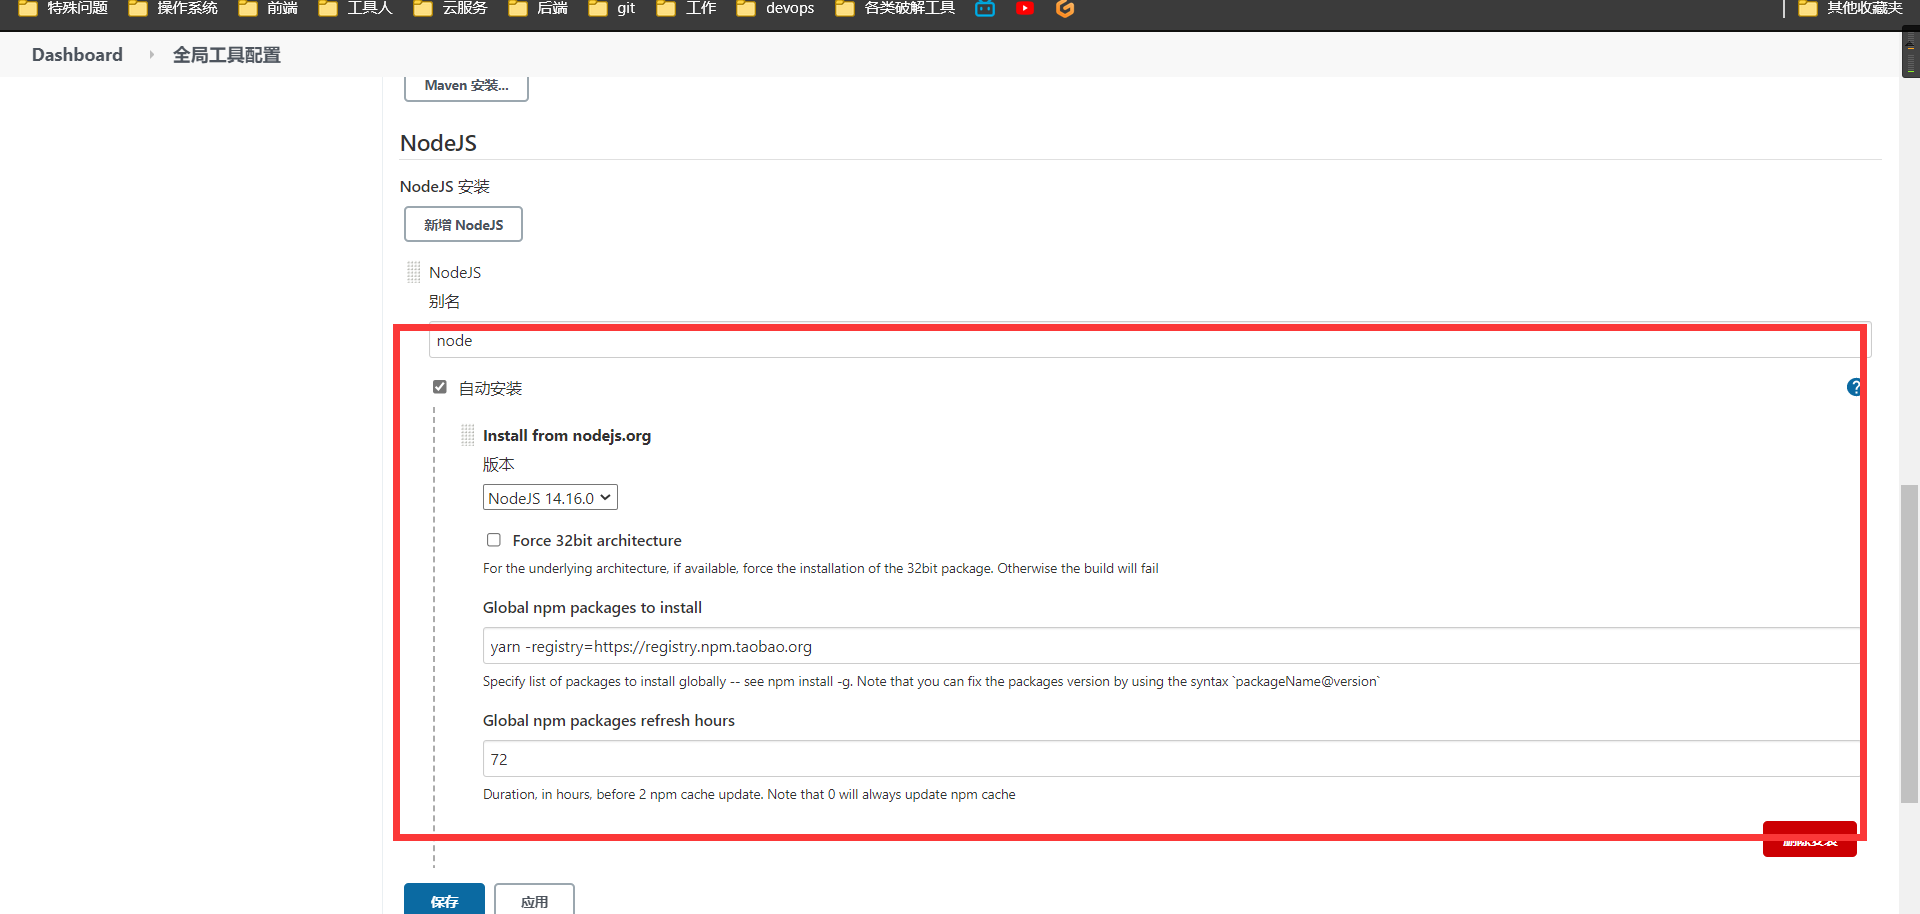 特殊问题 操作系统 前端 工具人 云服务 后端 git 工作 devops 各类破解工具 其他收藏夹
Dashboard 全局工具配置
Maven 安装...
NodeJS
NodeJS 安装
新增 NodeJS
NodeJS
别名
node
自动安装
?
Install from nodejs.org
版本
NodeJS 14.16.0
Force 32bit architecture
For the underlying architecture, if available, force the installation of the 32bit package. Otherwise the build will fail
Global npm packages to install
yarn -registry=https://registry.npm.taobao.org
Specify list of packages to install globally -- see npm install -g. Note that you can fix the packages version by using the syntax `packageName@version`
Global npm packages refresh hours
72
Duration, in hours, before 2 npm cache update. Note that 0 will always update npm cache
保存 应用